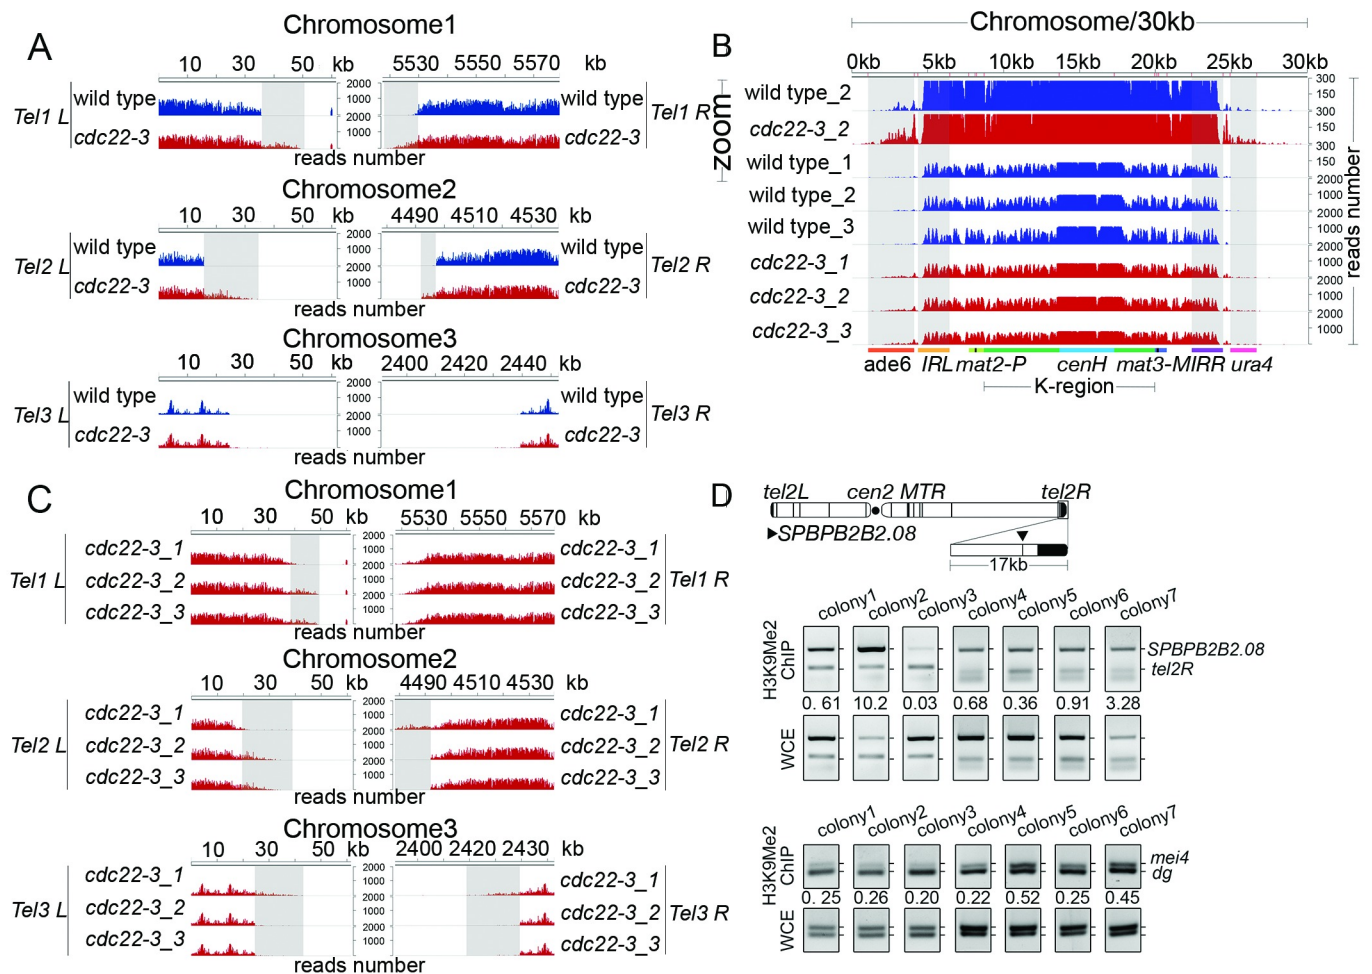 A
Chromosome1
10 30 50 kb 5530 5550 5570 kb
Tel1 L
wild type 2000 1000 2000 wild type
cdc22-3 1000 cdc22-3
Tel1 R
reads number
Chromosome2
10 30 50 kb 4490 4510 4530 kb
Tel2 L
wild type 2000 1000 2000 wild type
cdc22-3 1000 cdc22-3
Tel2 R
reads number
Chromosome3
10 30 50 kb 2400 2420 2440 kb
Tel3 L
wild type 2000 1000 2000 wild type
cdc22-3 1000 cdc22-3
Tel3 R
reads number
B
Chromosome/30kb
0kb 5kb 10kb 15kb 20kb 25kb 30kb
zoom
wild type_2 300 150 300
cdc22-3_2 150 300
wild type_1 150 2000
wild type_2 1000 2000
wild type_3 1000 2000
cdc22-3_1 1000 2000
cdc22-3_2 1000 2000
cdc22-3_3 1000
reads number
ade6 IRL mat2-P cenH mat3-M IRR ura4
K-region
C
Chromosome1
10 30 50 kb 5530 5550 5570 kb
Tel1 L
cdc22-3_1 2000 1000 2000 cdc22-3_1
cdc22-3_2 1000 2000 cdc22-3_2
cdc22-3_3 1000 cdc22-3_3
Tel1 R
reads number
Chromosome2
10 30 50 kb 4490 4510 4530 kb
Tel2 L
cdc22-3_1 2000 1000 2000 cdc22-3_1
cdc22-3_2 1000 2000 cdc22-3_2
cdc22-3_3 1000 cdc22-3_3
Tel2 R
reads number
Chromosome3
10 30 50 kb 2400 2420 2430 kb
Tel3 L
cdc22-3_1 2000 1000 2000 cdc22-3_1
cdc22-3_2 1000 2000 cdc22-3_2
cdc22-3_3 1000 cdc22-3_3
Tel3 R
reads number
D
tel2L cen2 MTR tel2R
SPBPB2B2.08
17kb
colony1 colony2 colony3 colony4 colony5 colony6 colony7
H3K9Me2
ChIP
SPBPB2B2.08
tel2R
0. 61 10.2 0.03 0.68 0.36 0.91 3.28
WCE
colony1 colony2 colony3 colony4 colony5 colony6 colony7
H3K9Me2
ChIP
mei4
dg
0. 25 0.26 0.20 0.22 0.52 0.25 0.45
WCE